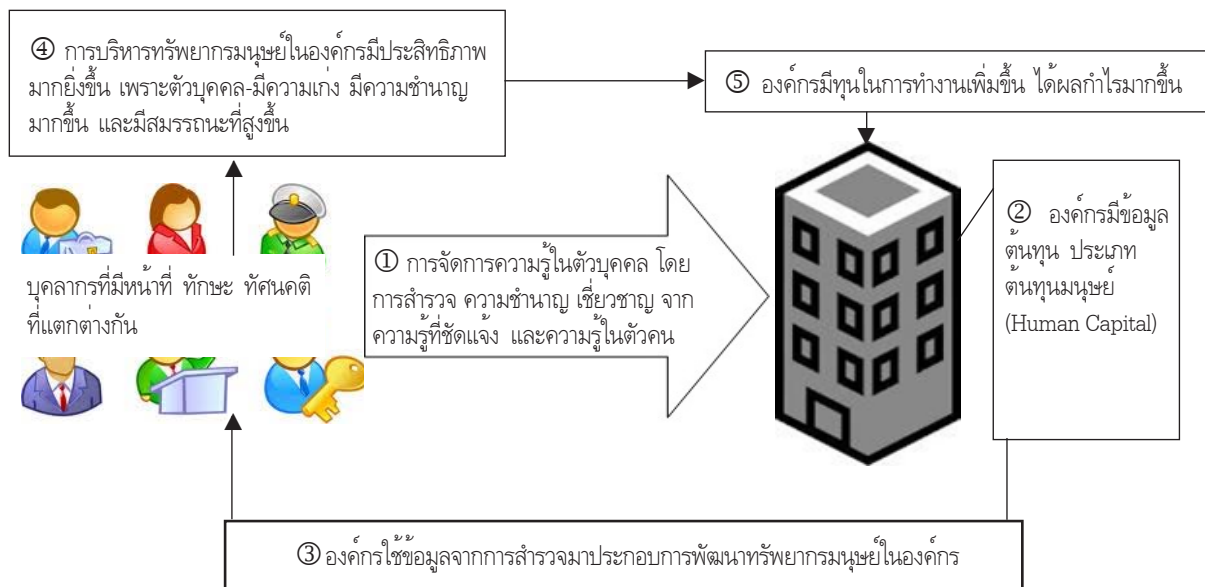 ④ การบริหารทรัพยากรมนุษย์ในองค์กรมีประสิทธิภาพ
มากยิ่งขึ้น เพราะตัวบุคคล-มีความเก่ง มีความชำนาญ
มากขึ้น และมีสมรรถนะที่สูงขึ้น
⑤ องค์กรมีทุนในการทำงานเพิ่มขึ้น ได้ผลกำไรมากขึ้น
บุคลากรที่มีหน้าที่ ทักษะ ทัศนคติ
ที่แตกต่างกัน
① การจัดการความรู้ในตัวบุคคล โดย
การสำรวจ ความชำนาญ เชี่ยวชาญ จาก
ความรู้ที่ชัดแจ้ง และความรู้ในตัวคน
② องค์กรมีข้อมูล
ต้นทุน ประเภท
ต้นทุนมนุษย์
(Human Capital)
③ องค์กรใช้ข้อมูลจากการสำรวจมาประกอบการพัฒนาทรัพยากรมนุษย์ในองค์กร